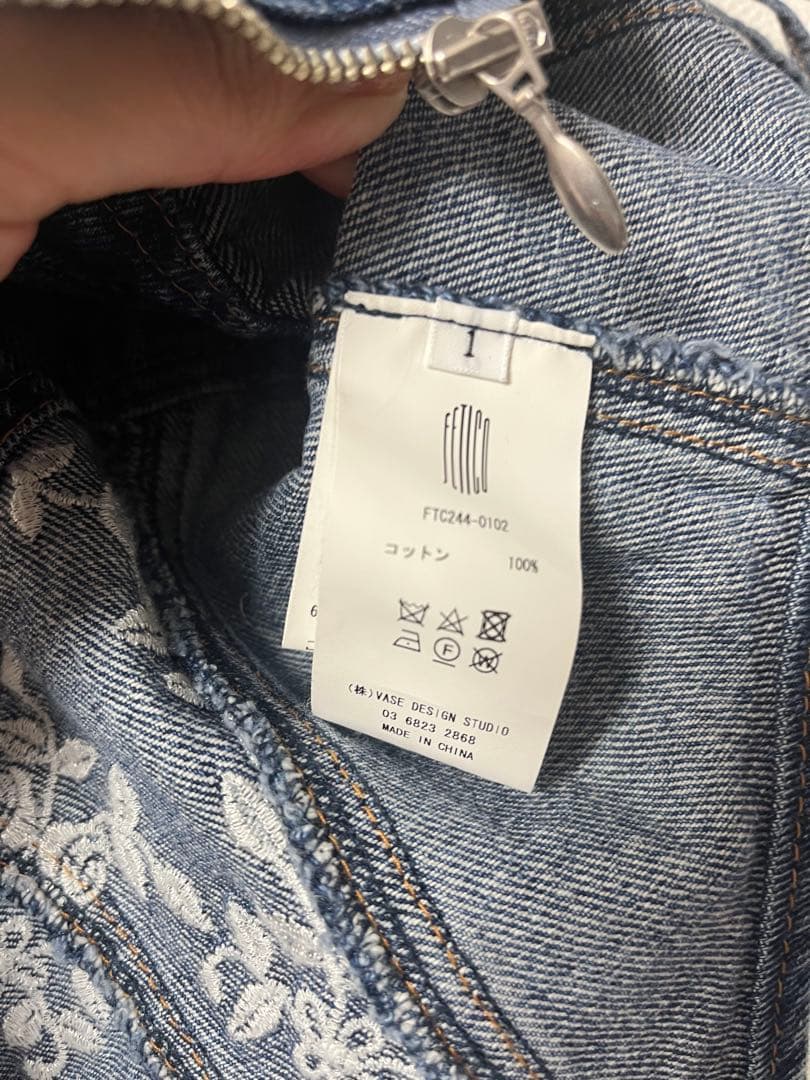 1
FETICO
FTC244-0102
コットン 100%
F
W
(株)VASE DESIGN STUDIO
03 6823 2868
MADE IN CHINA
6